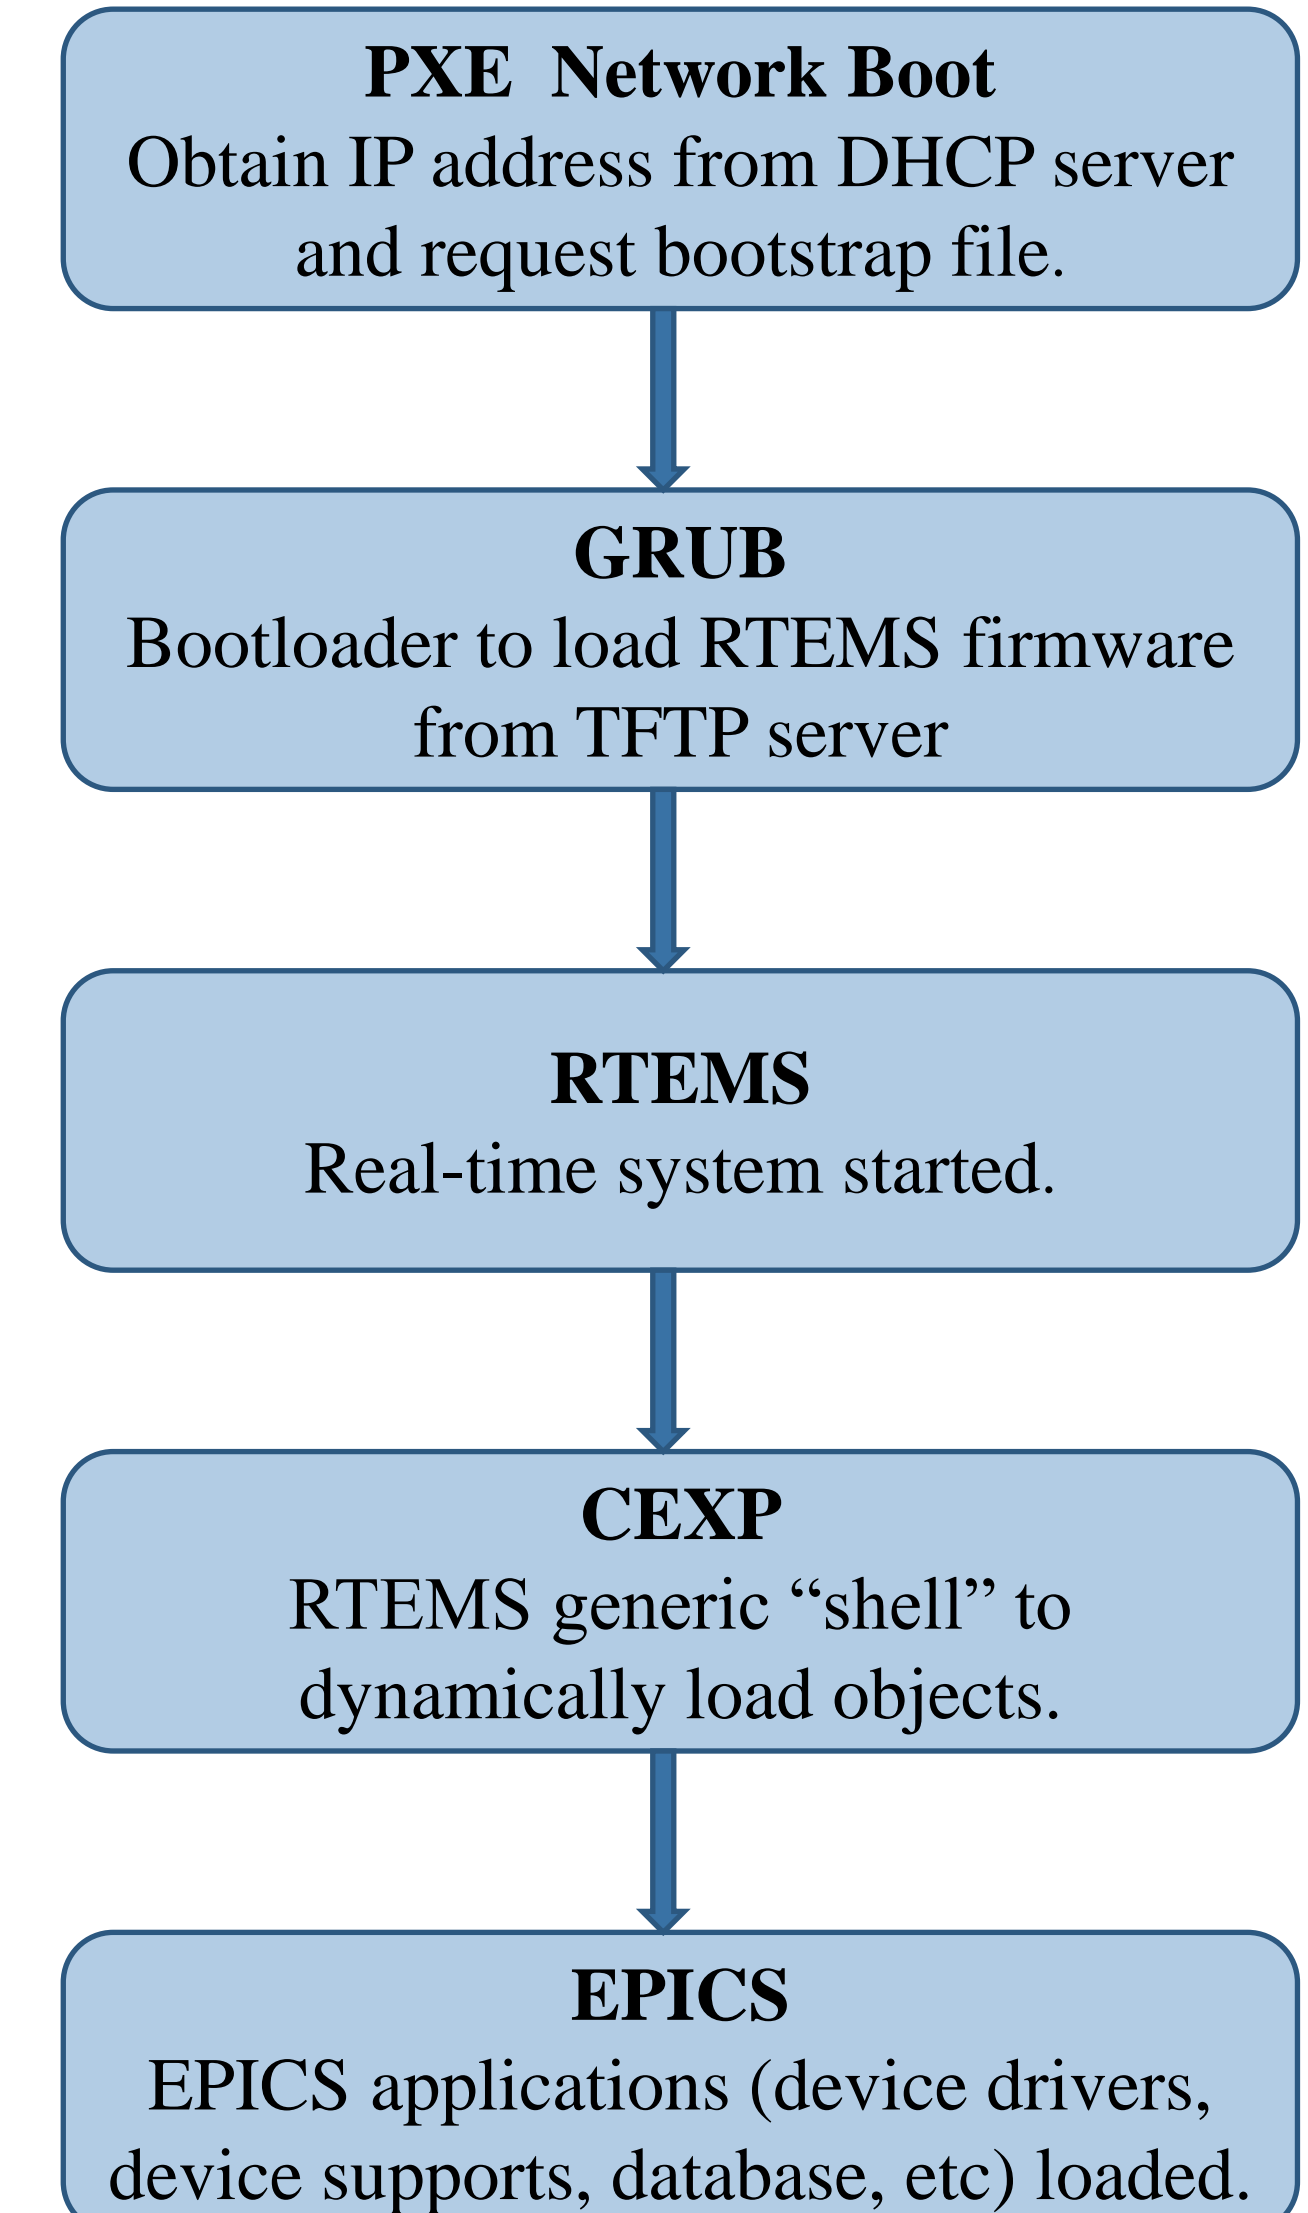 PXE  Network Boot
Obtain IP address from DHCP server
and request bootstrap file.
GRUB
Bootloader to load RTEMS firmware
from TFTP server
RTEMS
Real-time system started.
CEXP
RTEMS generic “shell” to
dynamically load objects.
EPICS
EPICS applications (device drivers,
device supports, database, etc) loaded.